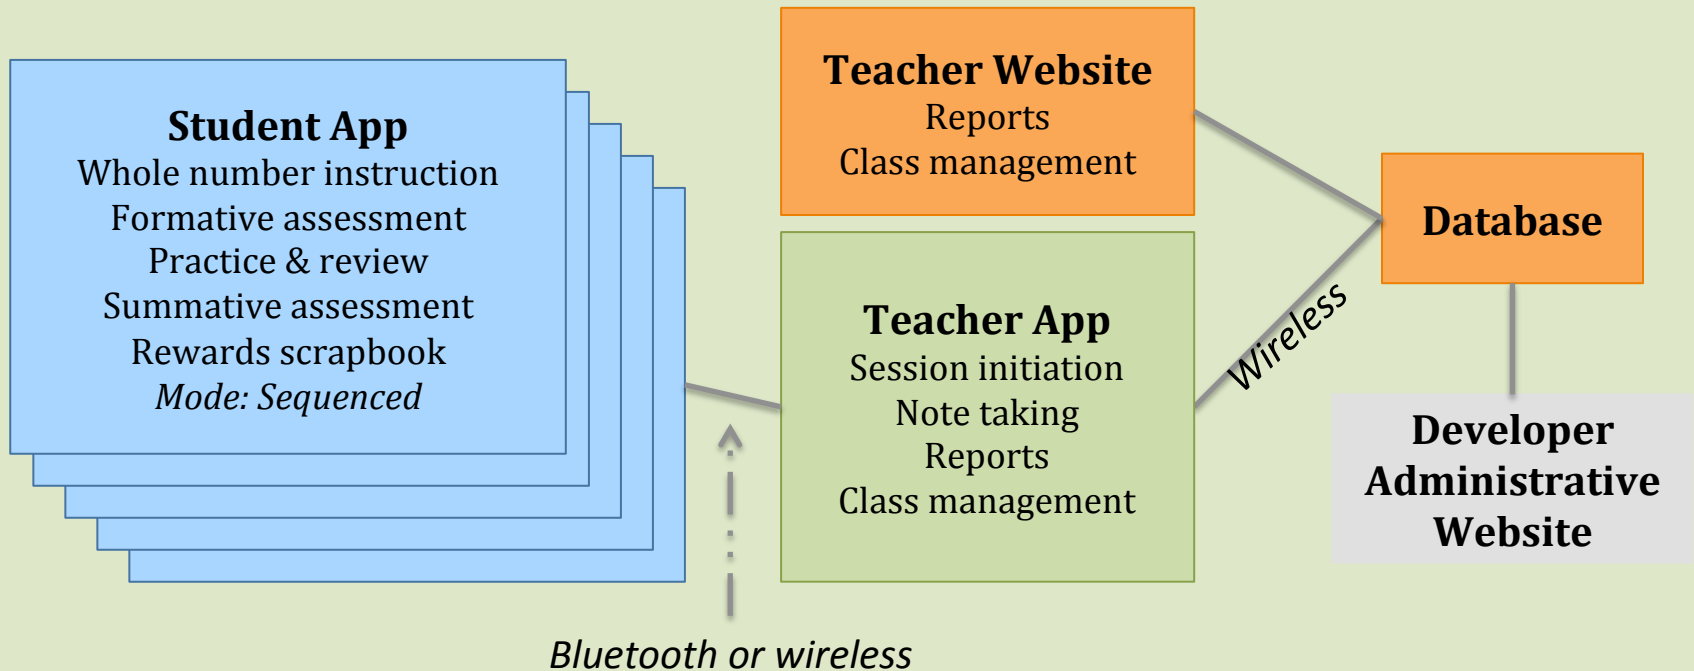 Student App
Whole number instruction
Formative assessment
Practice & review
Summative assessment
Rewards scrapbook
Mode: Sequenced
Bluetooth or wireless
Teacher Website
Reports
Class management
Teacher App
Session initiation
Note taking
Reports
Class management
Wireless
Database
Developer
Administrative
Website